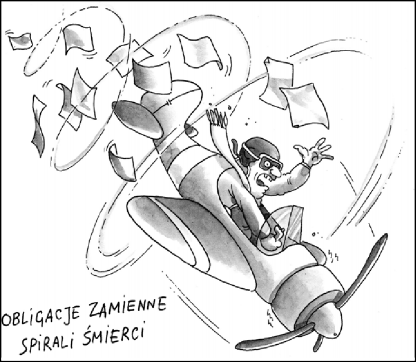 OBLIGACJE ZAMIENNE
SPIRALI ŚMIERCI